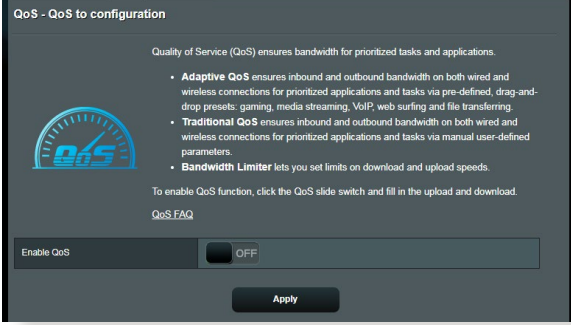 QoS - QoS to configuration
Quality of Service (QoS) ensures bandwidth for prioritized tasks and applications.
• Adaptive QoS ensures inbound and outbound bandwidth on both wired and
wireless connections for prioritized applications and tasks via pre-defined, drag-and-
drop presets: gaming, media streaming, VoIP, web surfing and file transferring.
• Traditional QoS ensures inbound and outbound bandwidth on both wired and
wireless connections for prioritized applications and tasks via manual user-defined
parameters.
• Bandwidth Limiter lets you set limits on download and upload speeds.
QoS
To enable QoS function, click the QoS slide switch and fill in the upload and download.
QoS FAQ
Enable QoS
OFF
Apply